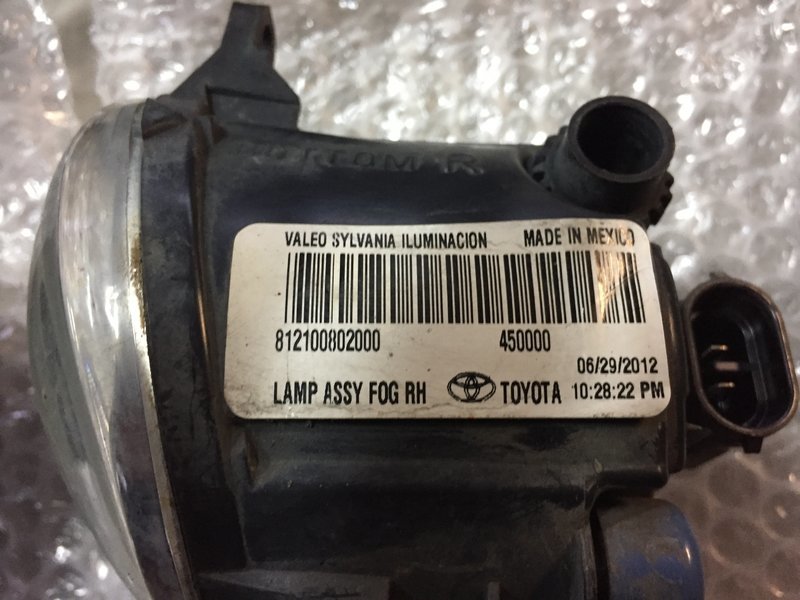 VALEO SYLVANIA ILUMINACION MADE IN MEXICO
812100802000 450000
06/29/2012
LAMP ASSY FOG RH TOYOTA 10:28:22 PM